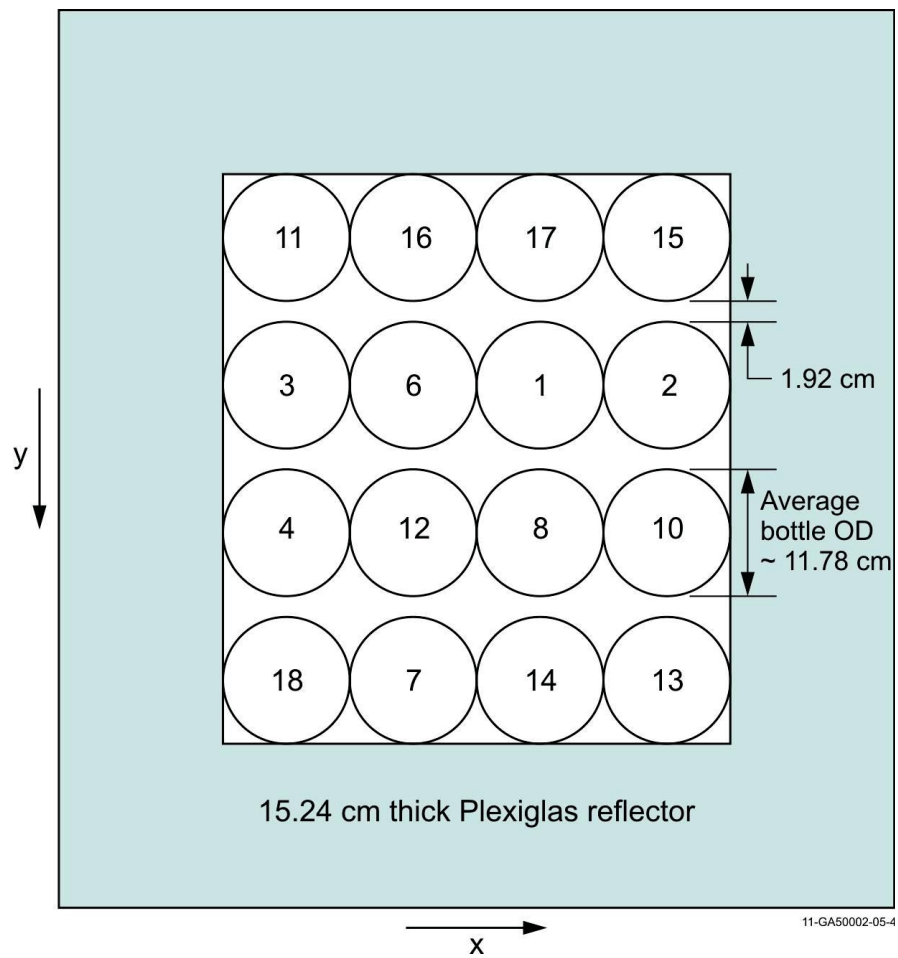 11 16 17 15
3 6 1 2
1.92 cm
y
4 12 8 10
Average
bottle OD
~ 11.78 cm
18 7 14 13
15.24 cm thick Plexiglas reflector
11-GA50002-05-4
x